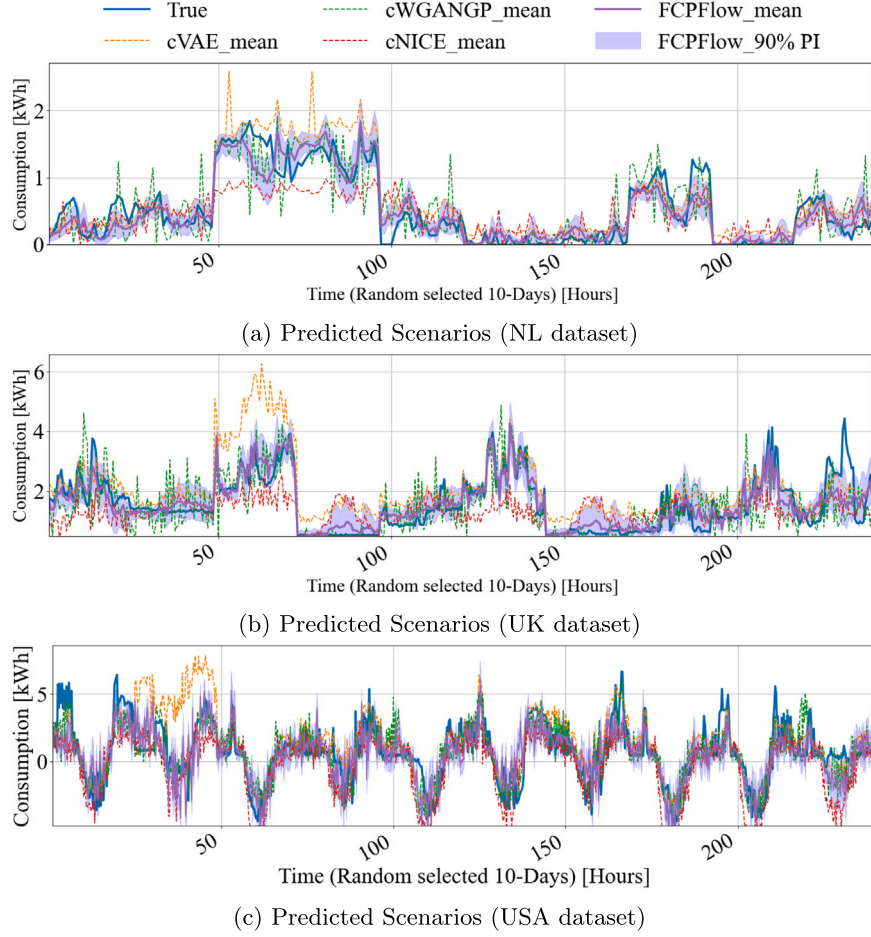 True cWGANGP_mean FCPFlow_mean
cVAE_mean cNICE_mean FCPFlow_90% PI
Consumption [kWh]
2
1
0
50 100 150 200
Time (Random selected 10-Days) [Hours]
(a) Predicted Scenarios (NL dataset)
Consumption [kWh]
6
4
2
50 100 150 200
Time (Random selected 10-Days) [Hours]
(b) Predicted Scenarios (UK dataset)
Consumption [kWh]
5
0
50 100 150 200
Time (Random selected 10-Days) [Hours]
(c) Predicted Scenarios (USA dataset)